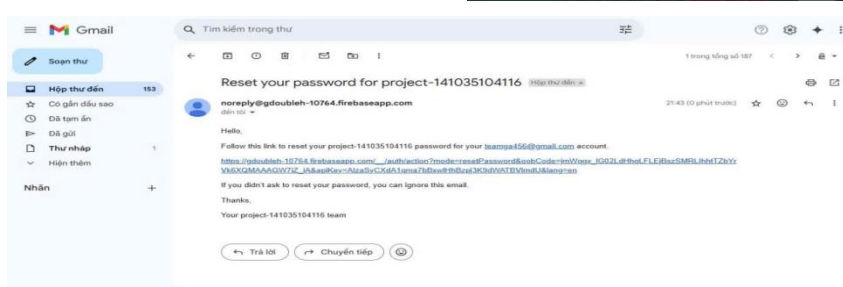 Gmail
Tìm kiếm trong thư
Soạn thư
1 trong tổng số 187
Reset your password for project-141035104116
Hộp thư đến ×
Hộp thư đến 153
noreply@gdoubleh-10764.firebaseapp.com
21:43 (0 phút trước)
Có gắn dấu sao
đến tôi
Đã tạm ẩn
Hello,
Đã gửi
Follow this link to reset your project-141035104116 password for your teamga456@gmail.com account.
Thư nháp 1
Hiện thêm
If you didn't ask to reset your password, you can ignore this email.
Nhãn +
Thanks,
Your project-141035104116 team
Trả lời
Chuyển tiếp